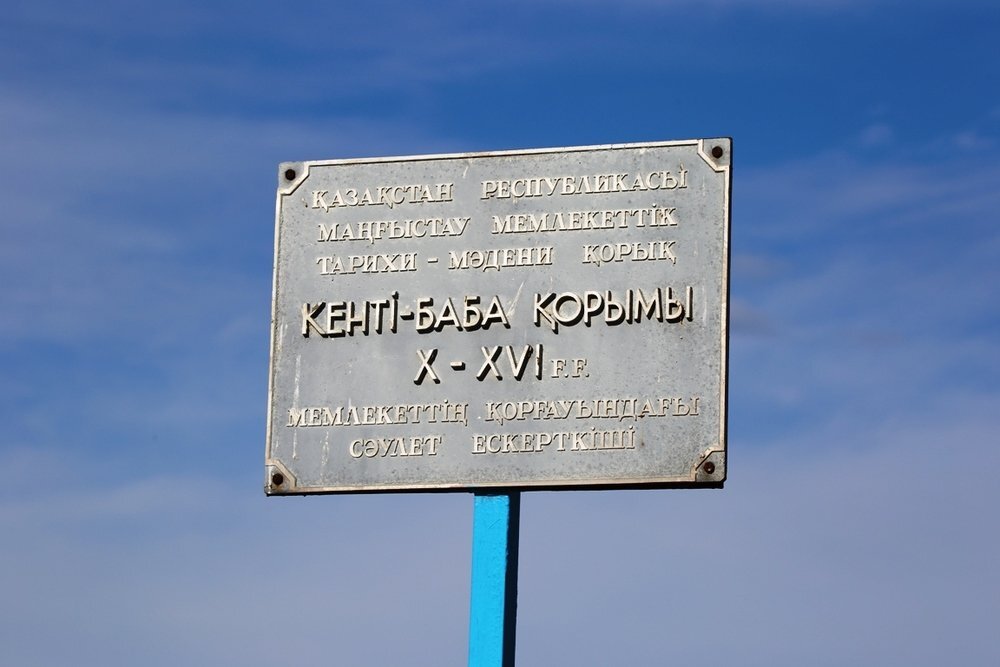 ҚАЗАҚСТАН РЕСПУБЛИКАСЫ
МАҢҒЫСТАУ МЕМЛЕКЕТТІК
ТАРИХИ - МӘДЕНИ ҚОРЫҚ
КЕНТІ-БАБА ҚОРЫМЫ
X - XVI Ғ.Ғ.
МЕМЛЕКЕТТІҢ ҚОРҒАУЫНДАҒЫ
СӘУЛЕТ ЕСКЕРТКІШІ